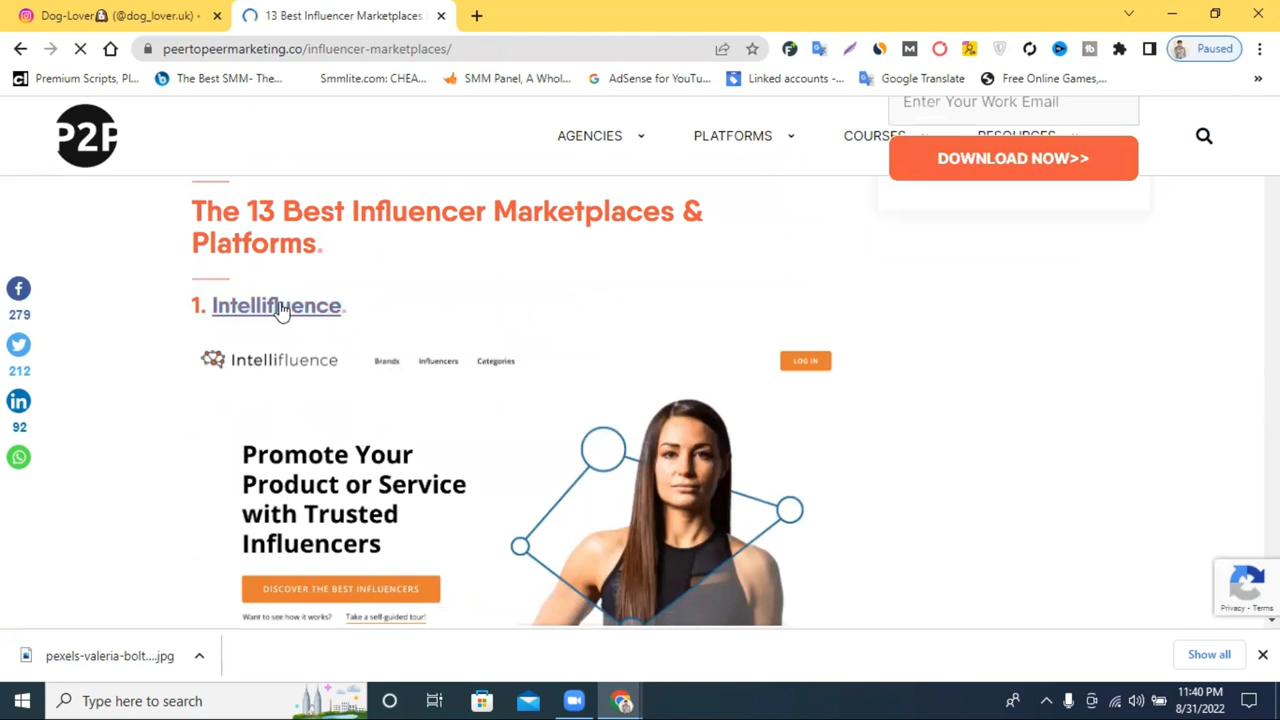 Dog-Lover (@dog_lover.uk) •
13 Best Influencer Marketplaces
peertopeermarketing.co/influencer-marketplaces/
Paused
Premium Scripts, Pl...
The Best SMM- The...
Smmlite.com: CHEA...
SMM Panel, A Whol...
AdSense for YouTu...
Linked accounts -...
Google Translate
Free Online Games,...
»
P2P
AGENCIES
PLATFORMS
COURSES
RESOURCES
Enter Your Work Email
DOWNLOAD NOW>>
The 13 Best Influencer Marketplaces &
Platforms.
1. Intellifluence.
279
212
92
Intellifluence
Brands
Influencers
Categories
LOG IN
Promote Your
Product or Service
with Trusted
Influencers
DISCOVER THE BEST INFLUENCERS
Want to see how it works? Take a self-guided tour!
Privacy - Terms
pexels-valeria-bolt....jpg
Show all
Type here to search
11:40 PM
8/31/2022